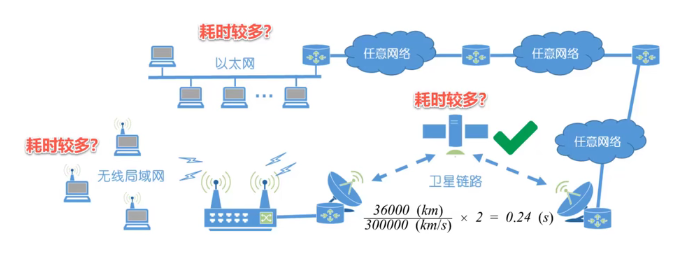 耗时较多?
以太网
任意网络
任意网络
耗时较多?
耗时较多?
任意网络
无线局域网
卫星链路
36000 (km)
300000 (km/s) × 2 = 0.24 (s)